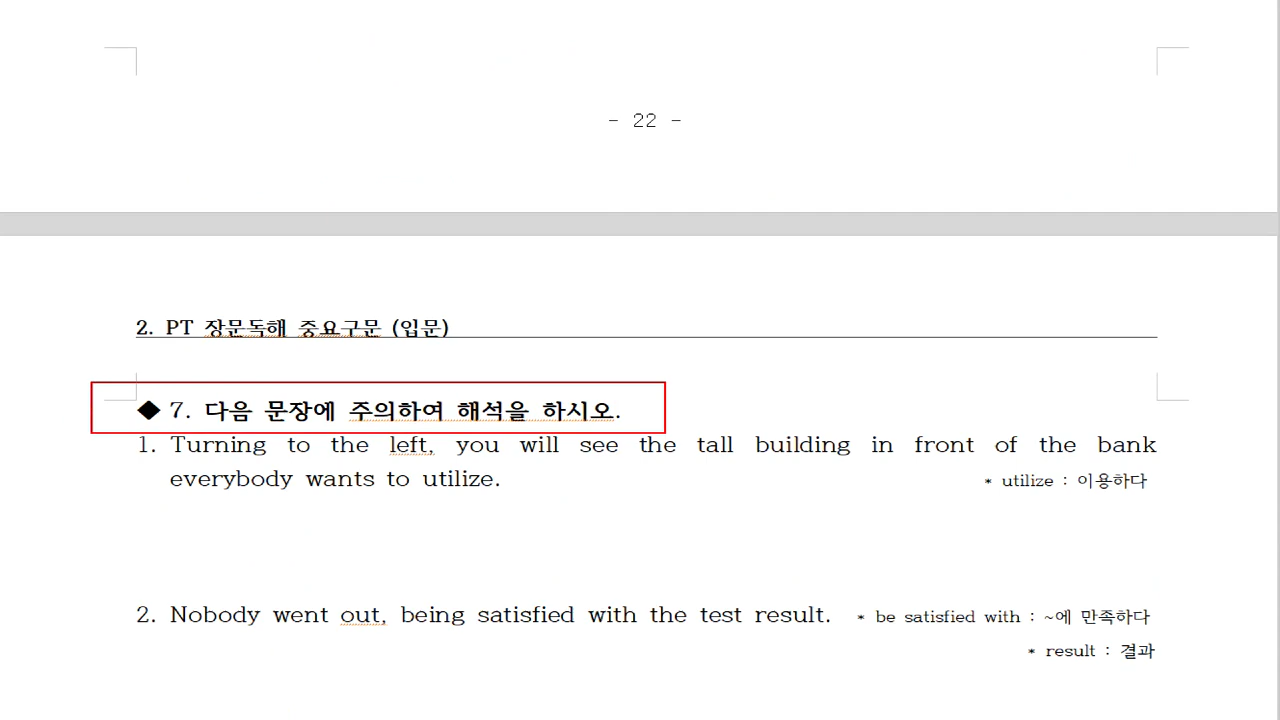 - 22 -
2. PT 장문독해 중요구문 (입문)
◆ 7. 다음 문장에 주의하여 해석을 하시오.
1. Turning to the left, you will see the tall building in front of the bank
everybody wants to utilize. * utilize : 이용하다
2. Nobody went out, being satisfied with the test result. * be satisfied with : ~에 만족하다
* result : 결과